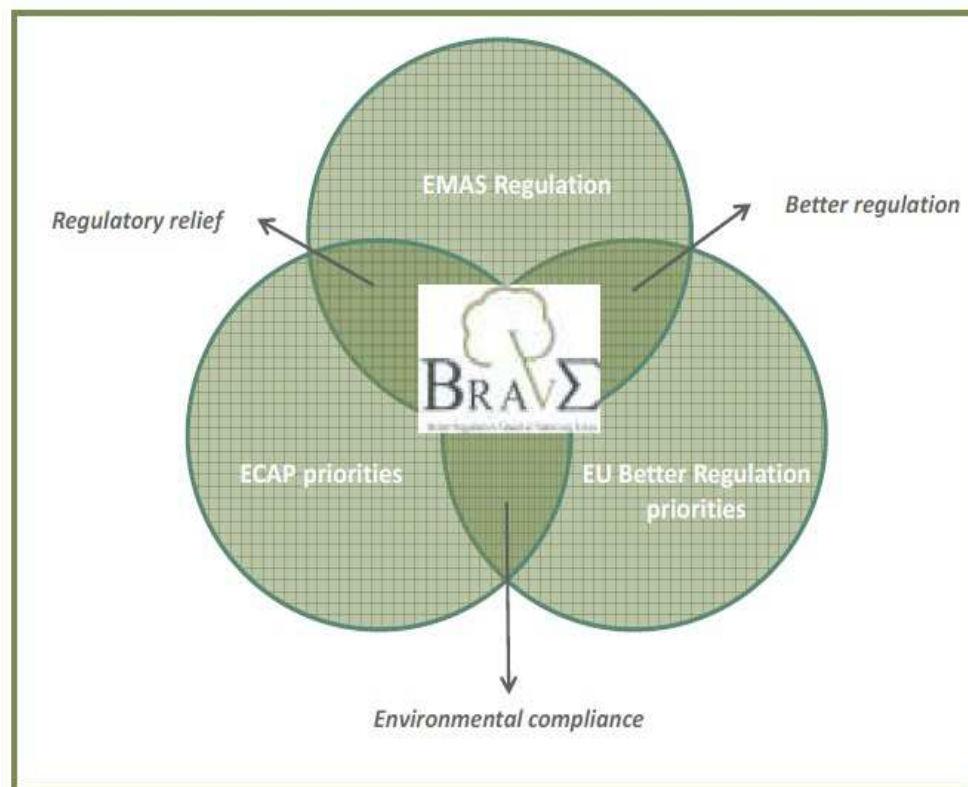 EMAS Regulation
Regulatory relief
Better regulation
BRAVΣ
ECAP priorities
EU Better Regulation
priorities
Environmental compliance